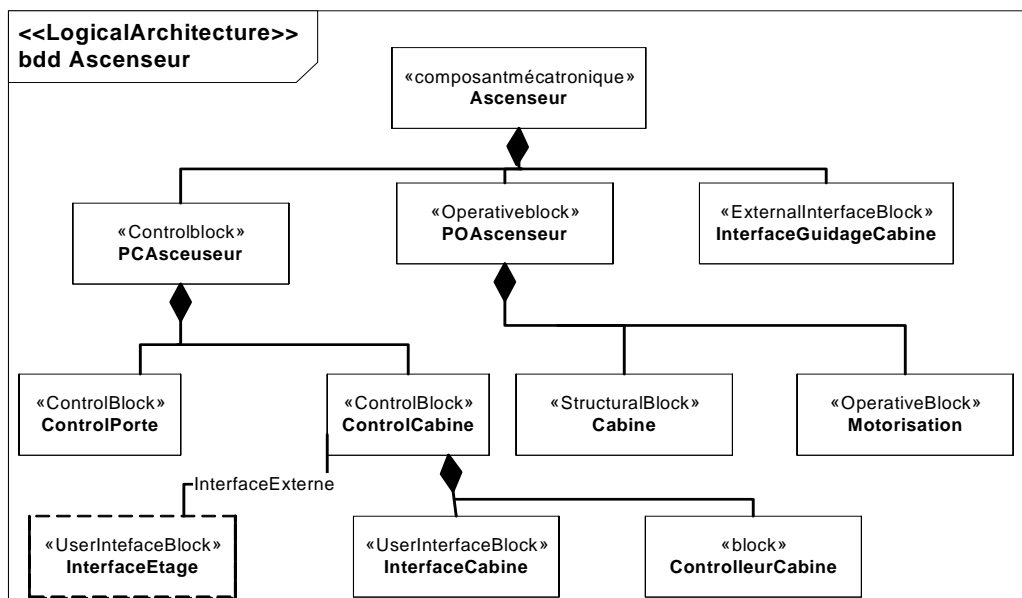 <<LogicalArchitecture>>
bdd Ascenseur
«composantmécatronique»
Ascenseur
«Controlblock»
PCAsceuseur
«Operativeblock»
POAscenseur
«ExternalInterfaceBlock»
InterfaceGuidageCabine
«ControlBlock»
ControlPorte
«ControlBlock»
ControlCabine
«StructuralBlock»
Cabine
«OperativeBlock»
Motorisation
InterfaceExterne
«UserIntefaceBlock»
InterfaceEtage
«UserInterfaceBlock»
InterfaceCabine
«block»
ControlleurCabine